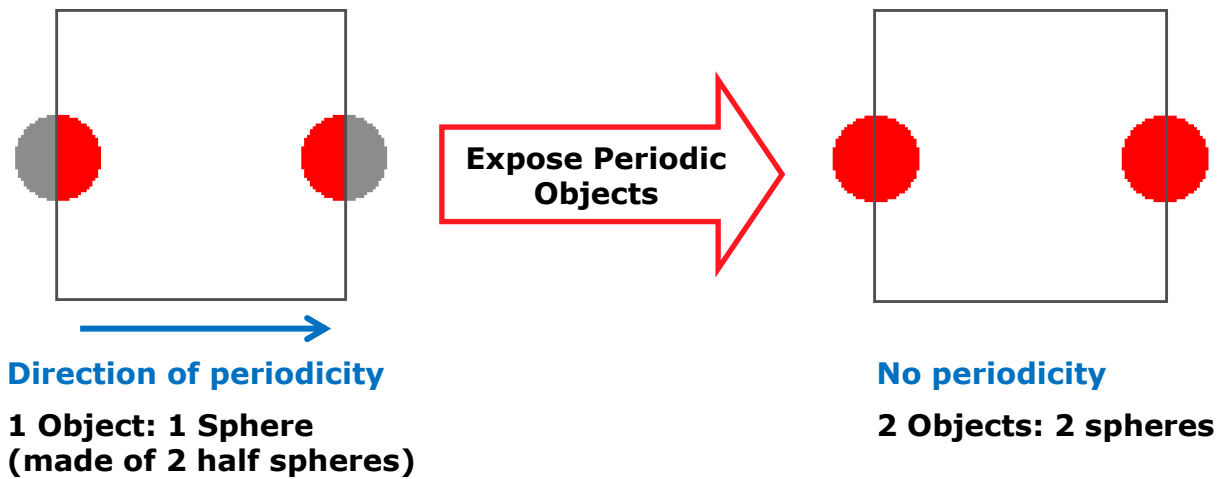 Expose Periodic
Objects
Direction of periodicity
1 Object: 1 Sphere
(made of 2 half spheres)
No periodicity
2 Objects: 2 spheres